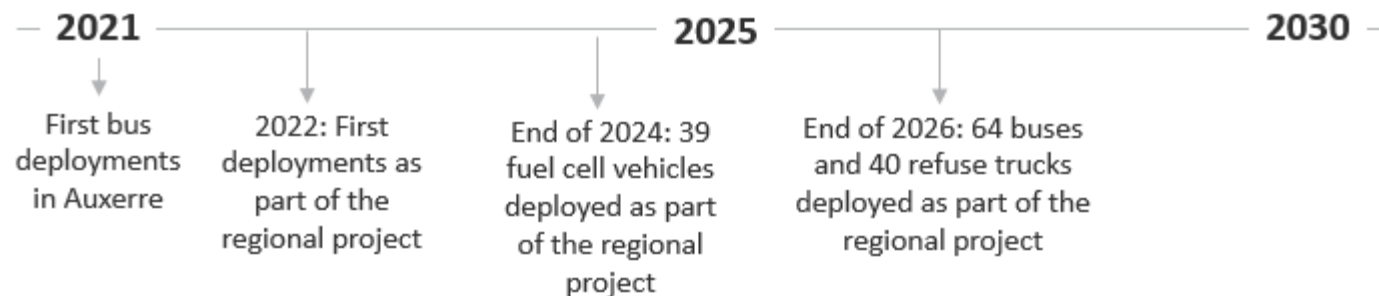 2021
2025
2030
First bus
deployments
in Auxerre
2022: First
deployments as
part of the
regional project
End of 2024: 39
fuel cell vehicles
deployed as part
of the regional
project
End of 2026: 64 buses
and 40 refuse trucks
deployed as part of the
regional project